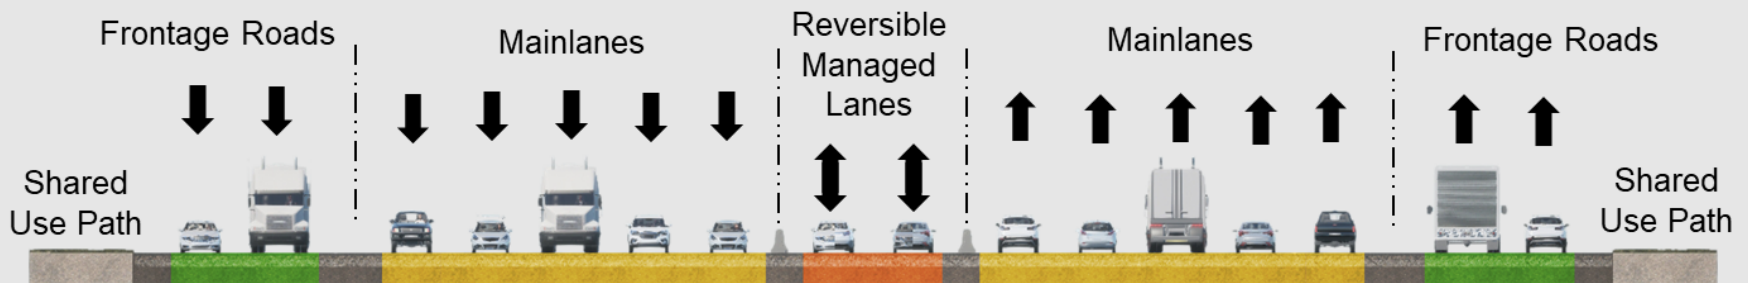 Frontage Roads
Mainlanes
Reversible
Managed
Lanes
Mainlanes
Frontage Roads
Shared
Use Path
Shared
Use Path